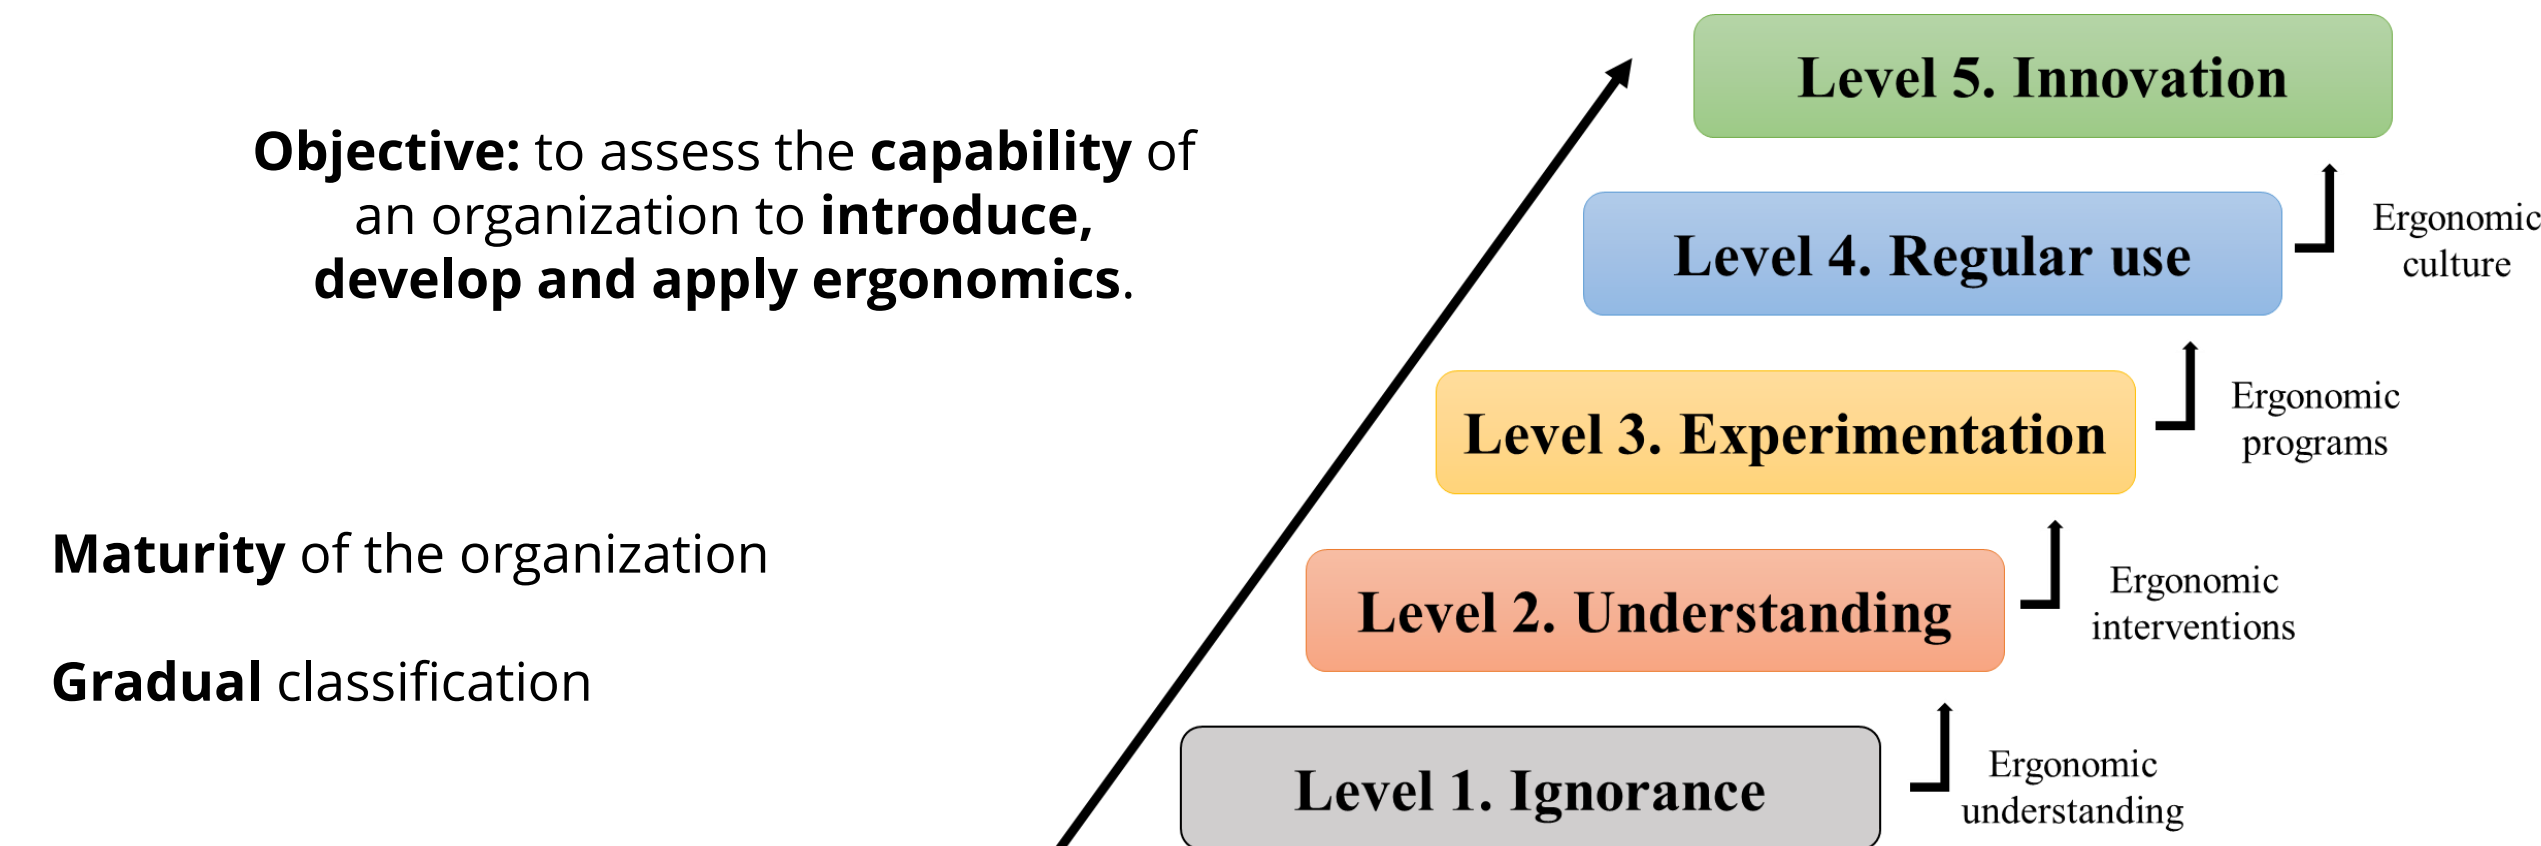 Objective: to assess the capability of
an organization to introduce,
develop and apply ergonomics.
Maturity of the organization
Gradual classification
Level 5. Innovation
Ergonomic
culture
Level 4. Regular use
Ergonomic
programs
Level 3. Experimentation
Ergonomic
interventions
Level 2. Understanding
Ergonomic
understanding
Level 1. Ignorance